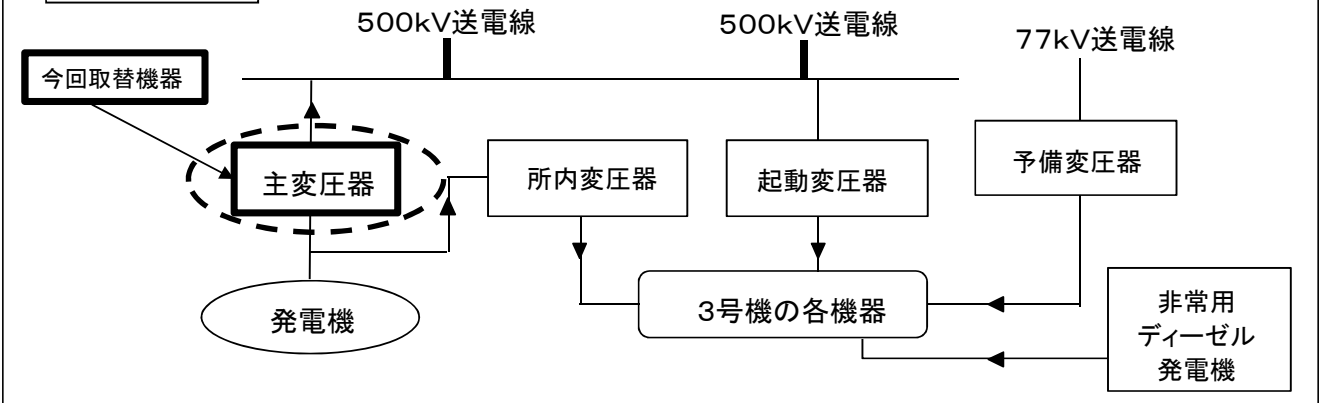 500kV送電線
500kV送電線
77kV送電線
今回取替機器
主変圧器
所内変圧器
起動変圧器
予備変圧器
発電機
3号機の各機器
非常用
ディーゼル
発電機